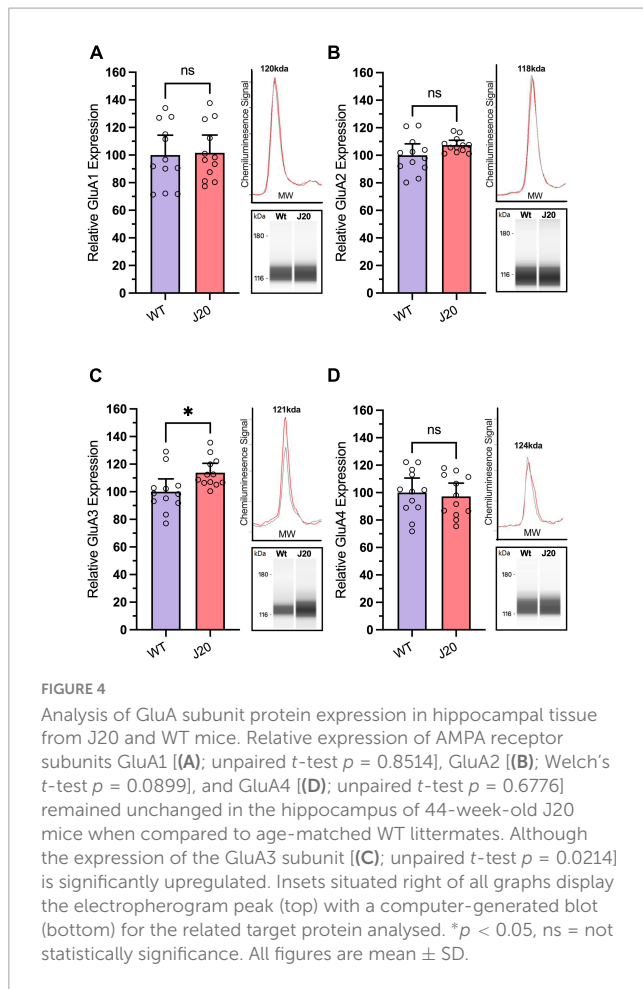 A
Relative GluA1 Expression
160
140
120
100
80
60
40
20
0
ns
WT
J20
120kda
Chemiluminesence Signal
MW
kDa
Wt
J20
180
116
B
Relative GluA2 Expression
160
140
120
100
80
60
40
20
0
ns
WT
J20
118kda
Chemiluminesence Signal
MW
kDa
Wt
J20
180
116
C
Relative GluA3 Expression
160
140
120
100
80
60
40
20
0
*
WT
J20
121kda
Chemiluminesence Signal
MW
kDa
Wt
J20
180
116
D
Relative GluA4 Expression
160
140
120
100
80
60
40
20
0
ns
WT
J20
124kda
Chemiluminesence Signal
MW
kDa
Wt
J20
180
116
FIGURE 4
Analysis of GluA subunit protein expression in hippocampal tissue
from J20 and WT mice. Relative expression of AMPA receptor
subunits GluA1 [(A); unpaired t-test p = 0.8514], GluA2 [(B); Welch's
t-test p = 0.0899], and GluA4 [(D); unpaired t-test p = 0.6776]
remained unchanged in the hippocampus of 44-week-old J20
mice when compared to age-matched WT littermates. Although
the expression of the GluA3 subunit [(C); unpaired t-test p = 0.0214]
is significantly upregulated. Insets situated right of all graphs display
the electropherogram peak (top) with a computer-generated blot
(bottom) for the related target protein analysed. *p < 0.05, ns = not
statistically significance. All figures are mean ± SD.